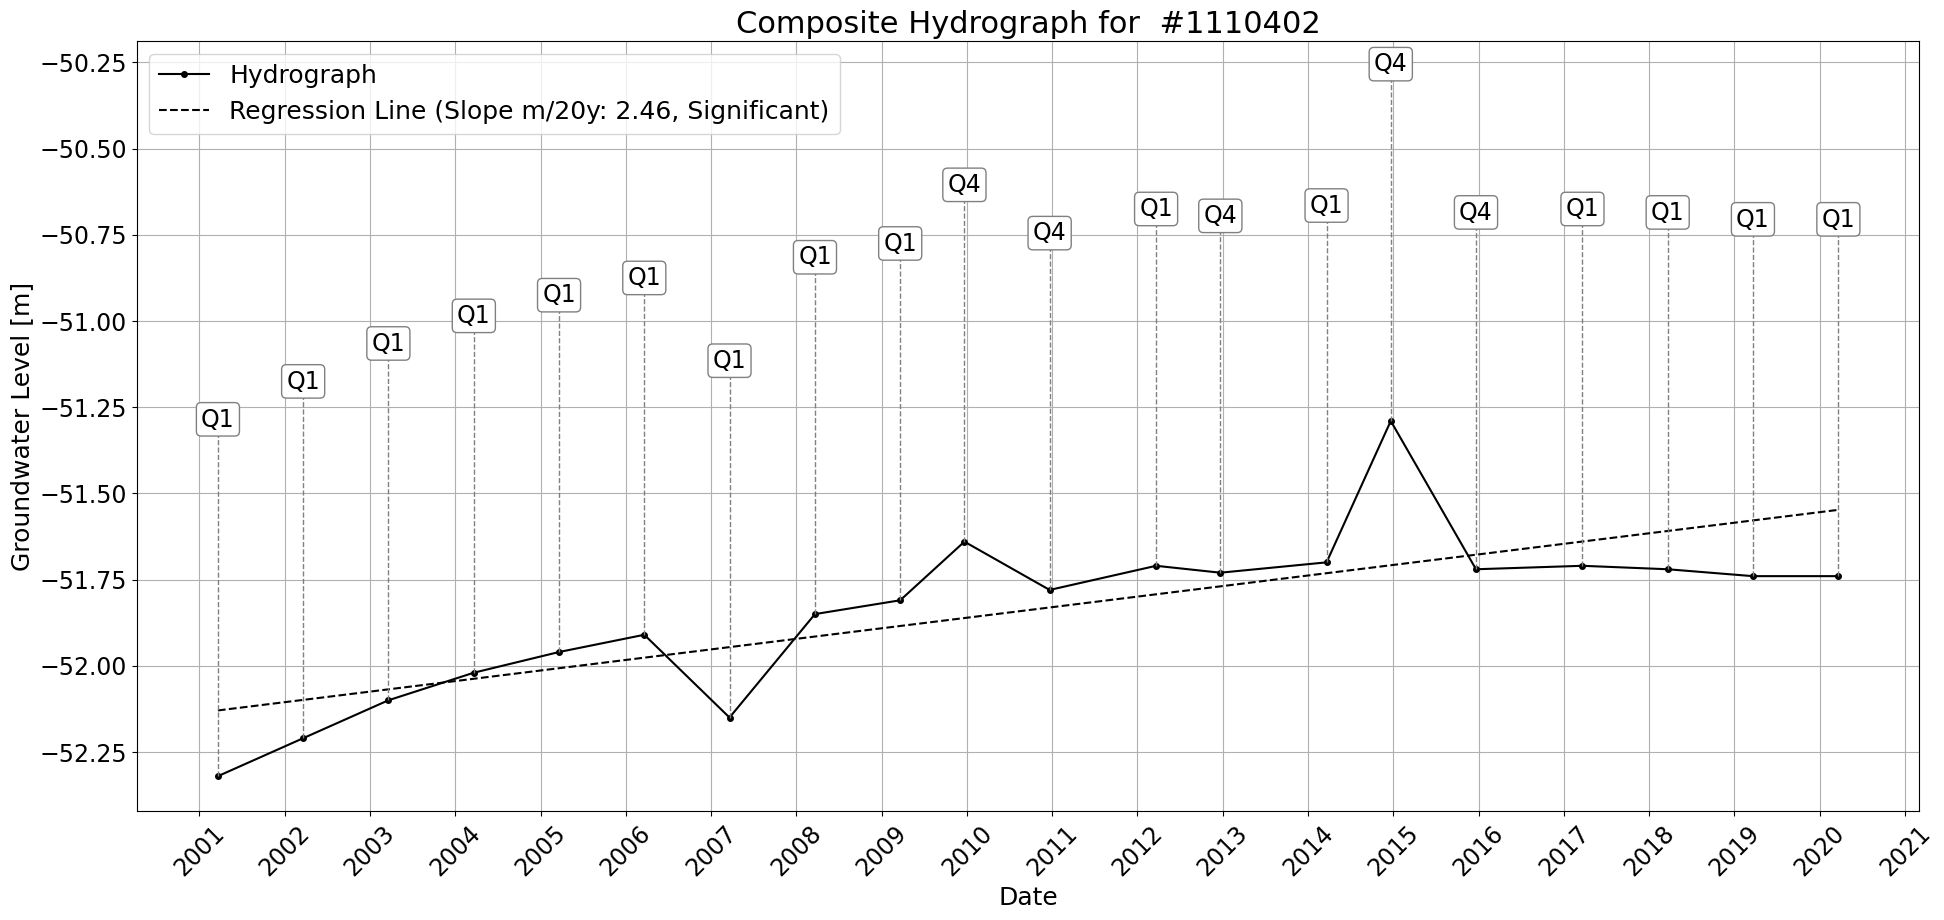 Composite Hydrograph for  #1110402
Hydrograph
Regression Line (Slope m/20y: 2.46, Significant)
Groundwater Level [m]
−50.25
−50.50
−50.75
−51.00
−51.25
−51.50
−51.75
−52.00
−52.25
Q1
Q1
Q1
Q1
Q1
Q1
Q1
Q1
Q1
Q4
Q4
Q1
Q4
Q1
Q4
Q4
Q1
Q1
Q1
Q1
2001
2002
2003
2004
2005
2006
2007
2008
2009
2010
2011
2012
2013
2014
2015
2016
2017
2018
2019
2020
2021
Date